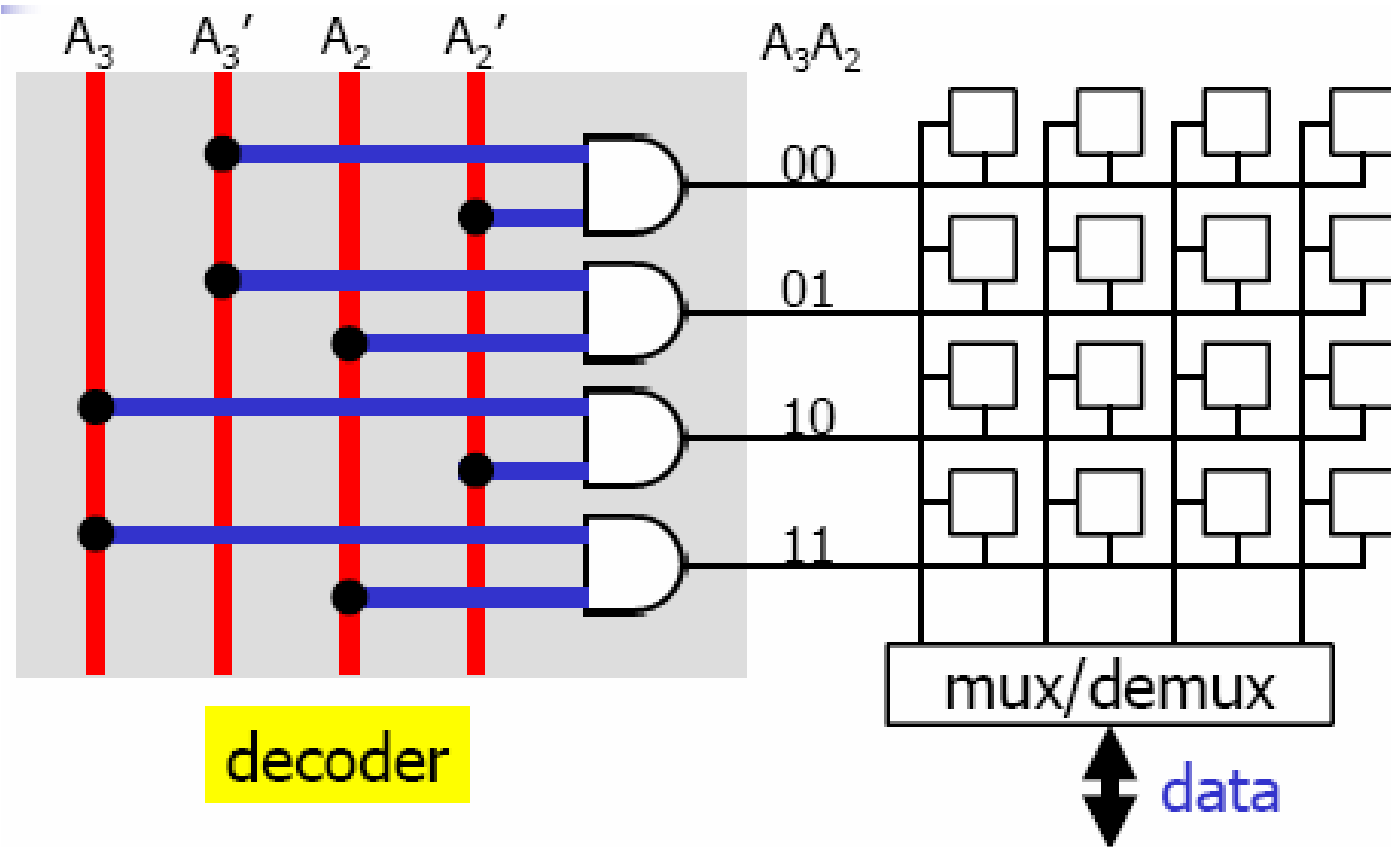 A₃ A₃′ A₂ A₂′ A₃A₂
00
01
10
11
mux/demux
decoder
data